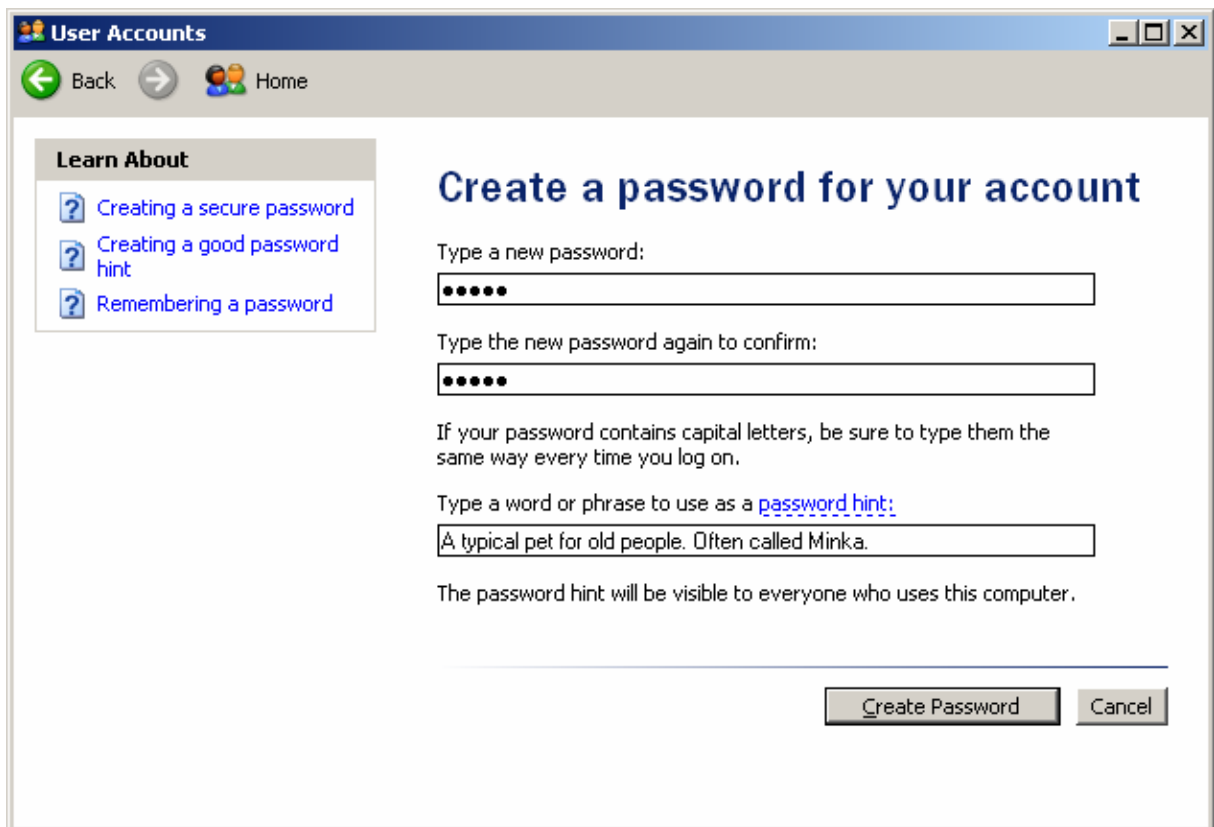 User Accounts
Back Home
Learn About
Creating a secure password
Creating a good password
hint
Remembering a password
Create a password for your account
Type a new password:
•••••
Type the new password again to confirm:
•••••
If your password contains capital letters, be sure to type them the
same way every time you log on.
Type a word or phrase to use as a password hint:
A typical pet for old people. Often called Minka.
The password hint will be visible to everyone who uses this computer.
Create Password Cancel